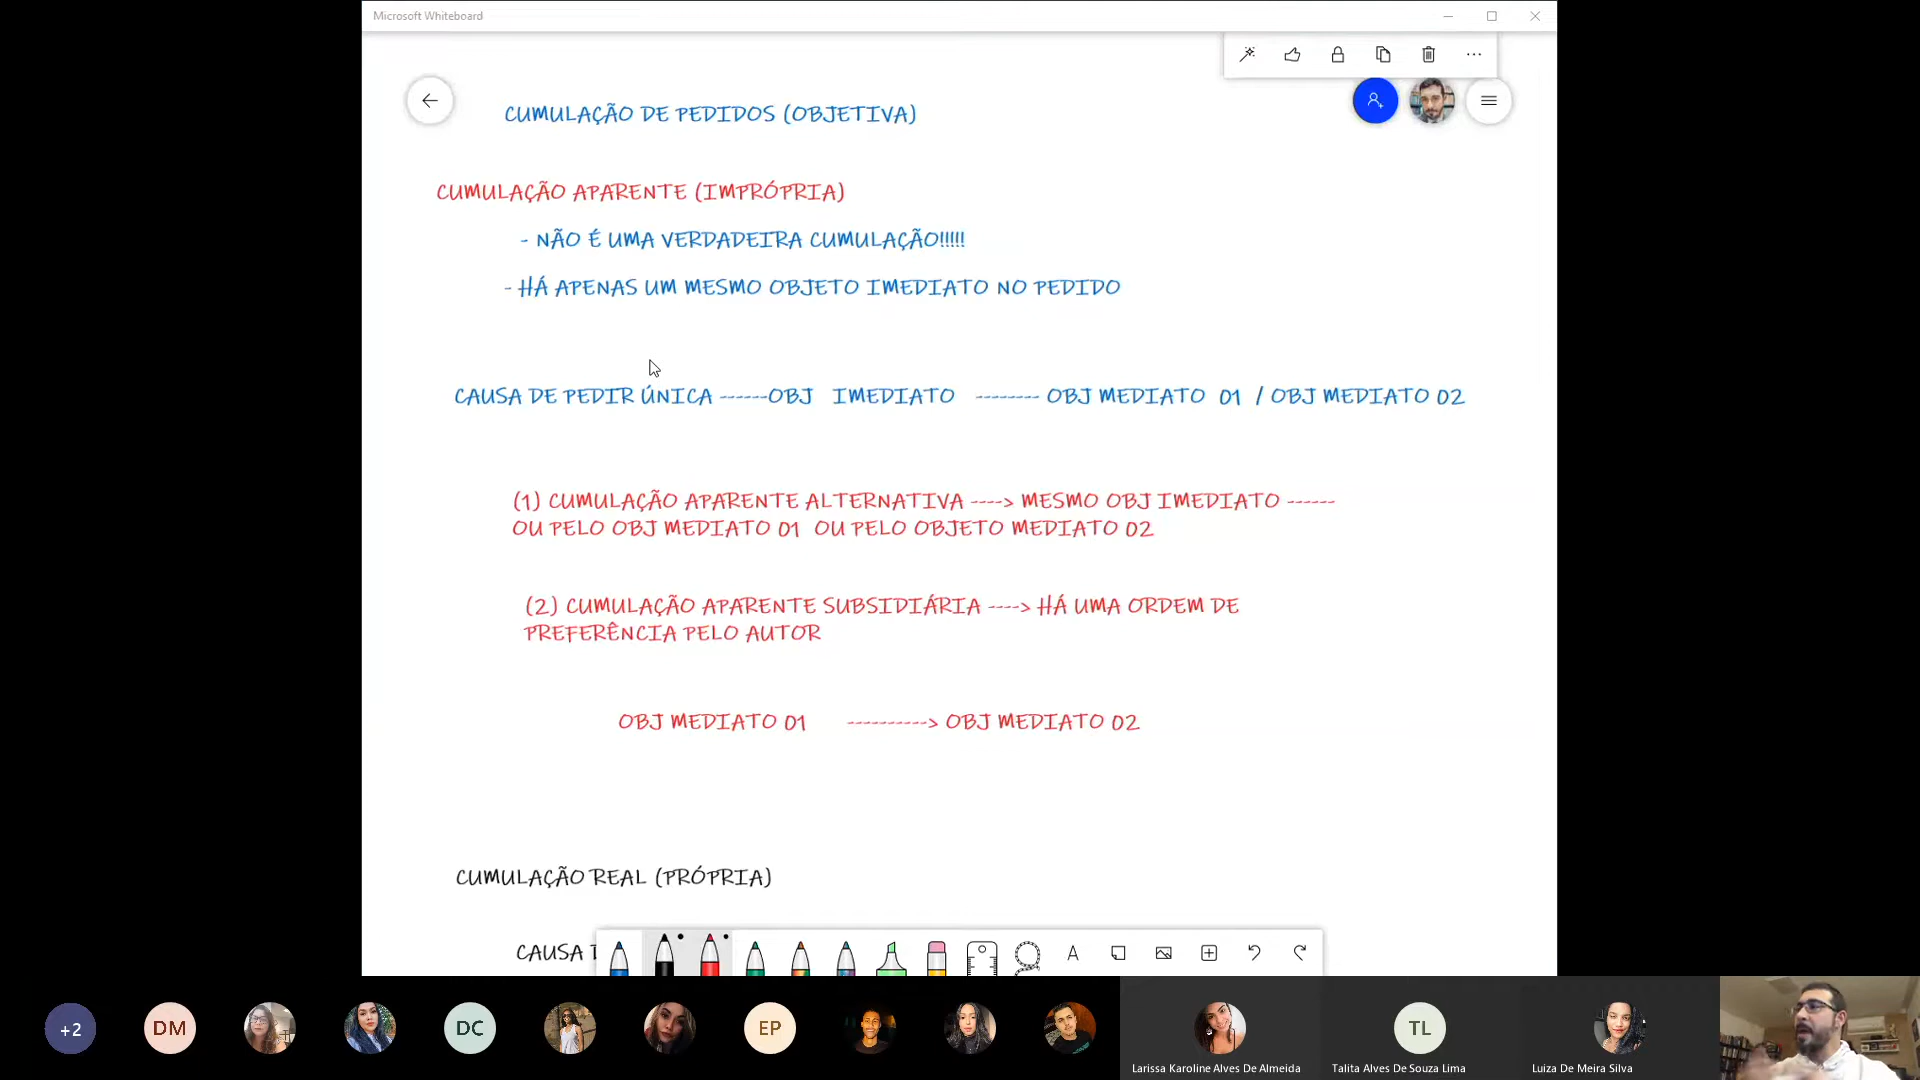 Microsoft Whiteboard
CUMULAÇÃO DE PEDIDOS (OBJETIVA)
CUMULAÇÃO APARENTE (IMPRÓPRIA)
- NÃO É UMA VERDADEIRA CUMULAÇÃO!!!!!
- HÁ APENAS UM MESMO OBJETO IMEDIATO NO PEDIDO
CAUSA DE PEDIR ÚNICA ------OBJ IMEDIATO -------- OBJ MEDIATO 01 / OBJ MEDIATO 02
(1) CUMULAÇÃO APARENTE ALTERNATIVA ----> MESMO OBJ IMEDIATO ------
OU PELO OBJ MEDIATO 01 OU PELO OBJETO MEDIATO 02
(2) CUMULAÇÃO APARENTE SUBSIDIÁRIA ----> HÁ UMA ORDEM DE
PREFERÊNCIA PELO AUTOR
OBJ MEDIATO 01 ----------> OBJ MEDIATO 02
CUMULAÇÃO REAL (PRÓPRIA)
CAUSA D
+2 DM DC EP TL
Larissa Karoline Alves De Almeida Talita Alves De Souza Lima Luiza De Meira Silva